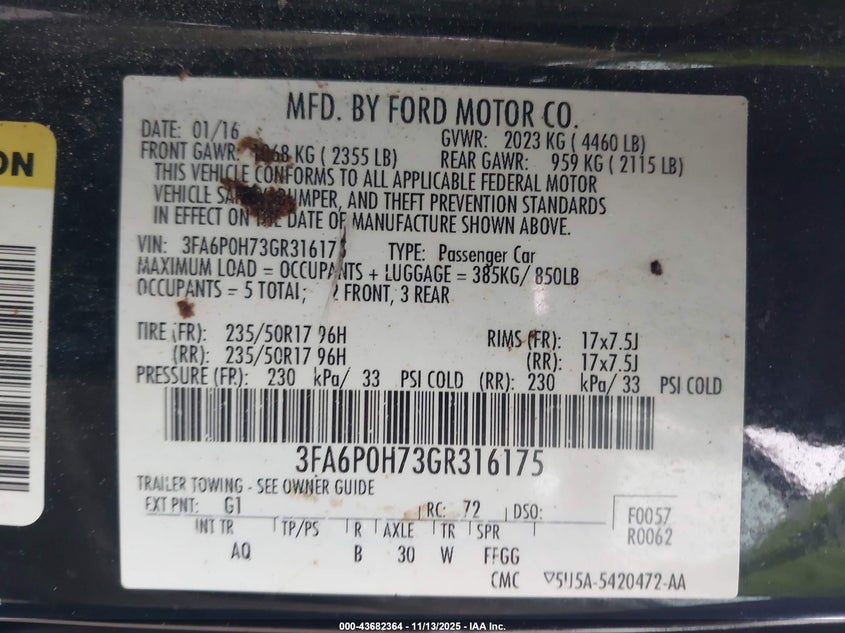 MFD. BY FORD MOTOR CO.
DATE: 01/16 GVWR: 2023 KG ( 4460 LB)
FRONT GAWR: 1068 KG ( 2355 LB) REAR GAWR: 959 KG ( 2115 LB)
THIS VEHICLE CONFORMS TO ALL APPLICABLE FEDERAL MOTOR
VEHICLE SAFETY, BUMPER, AND THEFT PREVENTION STANDARDS
IN EFFECT ON THE DATE OF MANUFACTURE SHOWN ABOVE.
VIN: 3FA6P0H73GR316175 TYPE: Passenger Car
MAXIMUM LOAD = OCCUPANTS + LUGGAGE = 385KG/ 850LB
OCCUPANTS = 5 TOTAL; 2 FRONT, 3 REAR
TIRE (FR): 235/50R17 96H RIMS (FR): 17x7.5J
(RR): 235/50R17 96H (RR): 17x7.5J
PRESSURE (FR): 230 kPa/ 33 PSI COLD (RR): 230 kPa/ 33 PSI COLD
3FA6P0H73GR316175
TRAILER TOWING - SEE OWNER GUIDE
EXT PNT: G1 RC: 72 DSO: F0057
R0062
INT TR TP/PS R AXLE TR SPR
AQ B 30 W FFGG
CMC 5U5A-5420472-AA
ON
000-43682364 - 11/13/2025 - IAA Inc.